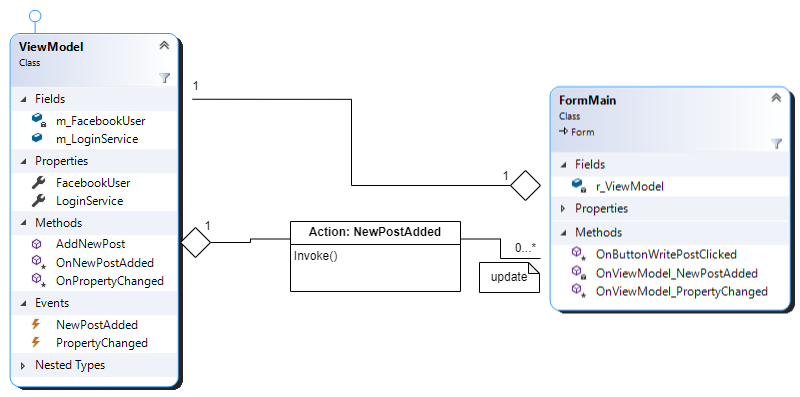 ViewModel
Class
Fields
m_FacebookUser
m_LoginService
Properties
FacebookUser
LoginService
Methods
AddNewPost
OnNewPostAdded
OnPropertyChanged
Events
NewPostAdded
PropertyChanged
Nested Types
1
1
1
Action: NewPostAdded
Invoke()
0...*
update
FormMain
Class
Form
Fields
r_ViewModel
Properties
Methods
OnButtonWritePostClicked
OnViewModel_NewPostAdded
OnViewModel_PropertyChanged